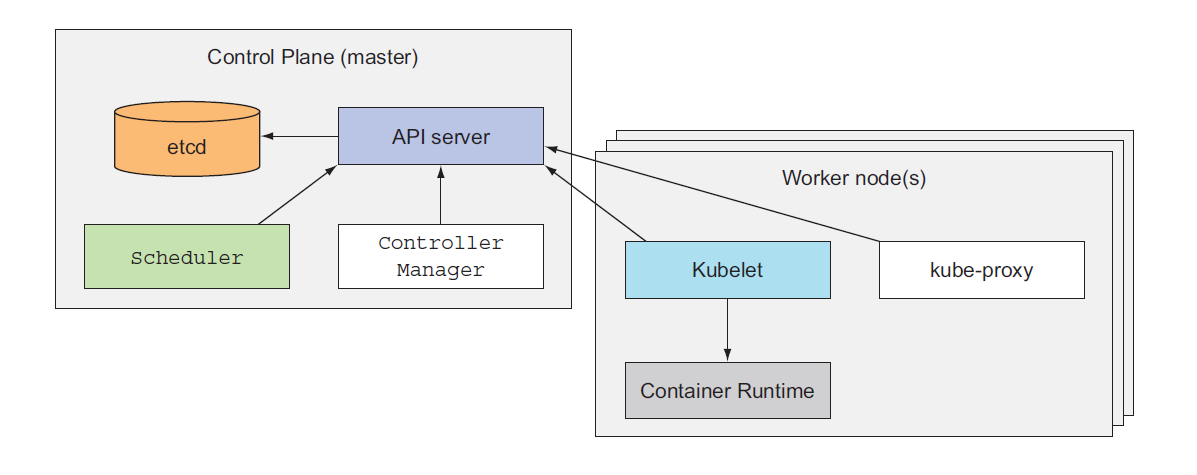 Control Plane (master)
etcd
API server
Scheduler
Controller
Manager
Worker node(s)
Kubelet
kube-proxy
Container Runtime